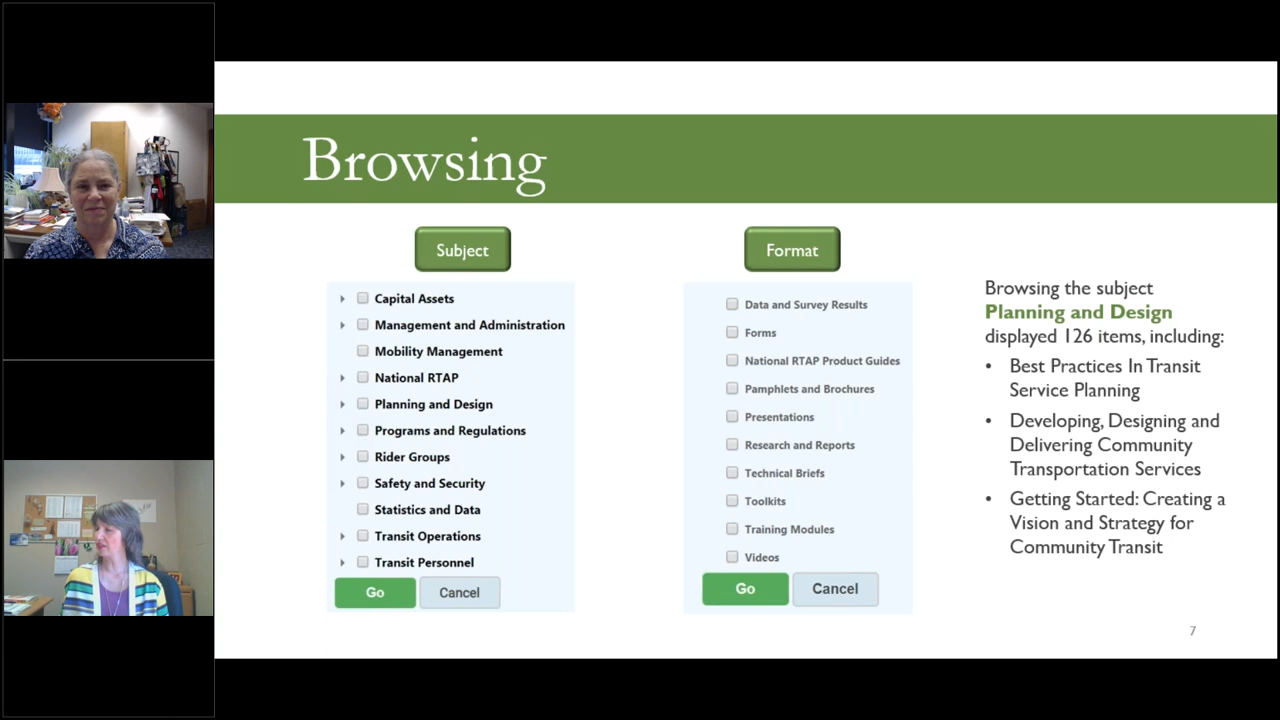 Browsing
Subject
Capital Assets
Management and Administration
Mobility Management
National RTAP
Planning and Design
Programs and Regulations
Rider Groups
Safety and Security
Statistics and Data
Transit Operations
Transit Personnel
Go
Cancel
Format
Data and Survey Results
Forms
National RTAP Product Guides
Pamphlets and Brochures
Presentations
Research and Reports
Technical Briefs
Toolkits
Training Modules
Videos
Go
Cancel
Browsing the subject
Planning and Design
displayed 126 items, including:
• Best Practices In Transit
Service Planning
• Developing, Designing and
Delivering Community
Transportation Services
• Getting Started: Creating a
Vision and Strategy for
Community Transit
7